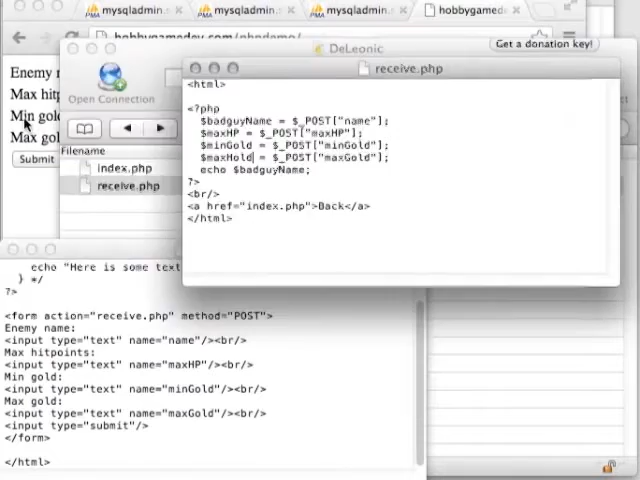 mysqladmin.
mysqladmin.
mysqladmin.
hobbygamedev
hobbygamedev.com/phpdemo/
DeLeonic
Get a donation key!
Enemy
Max
Min gold
Max
Submit
Open Connection
Filename
index.php
receive.php
receive.php
<html>
<?php
$badguyName = $_POST["name"];
$maxHP = $_POST["maxHP"];
$minGold = $_POST["minGold"];
$maxHold = $_POST["maxGold"];
echo $badguyName;
?>
<br/>
<a href="index.php">Back</a>
</html>
echo "Here is some text
} */
?>
<form action="receive.php" method="POST">
Enemy name:
<input type="text" name="name"/><br/>
Max hitpoints:
<input type="text" name="maxHP"/><br/>
Min gold:
<input type="text" name="minGold"/><br/>
Max gold:
<input type="text" name="maxGold"/><br/>
<input type="submit"/>
</form>
</html>